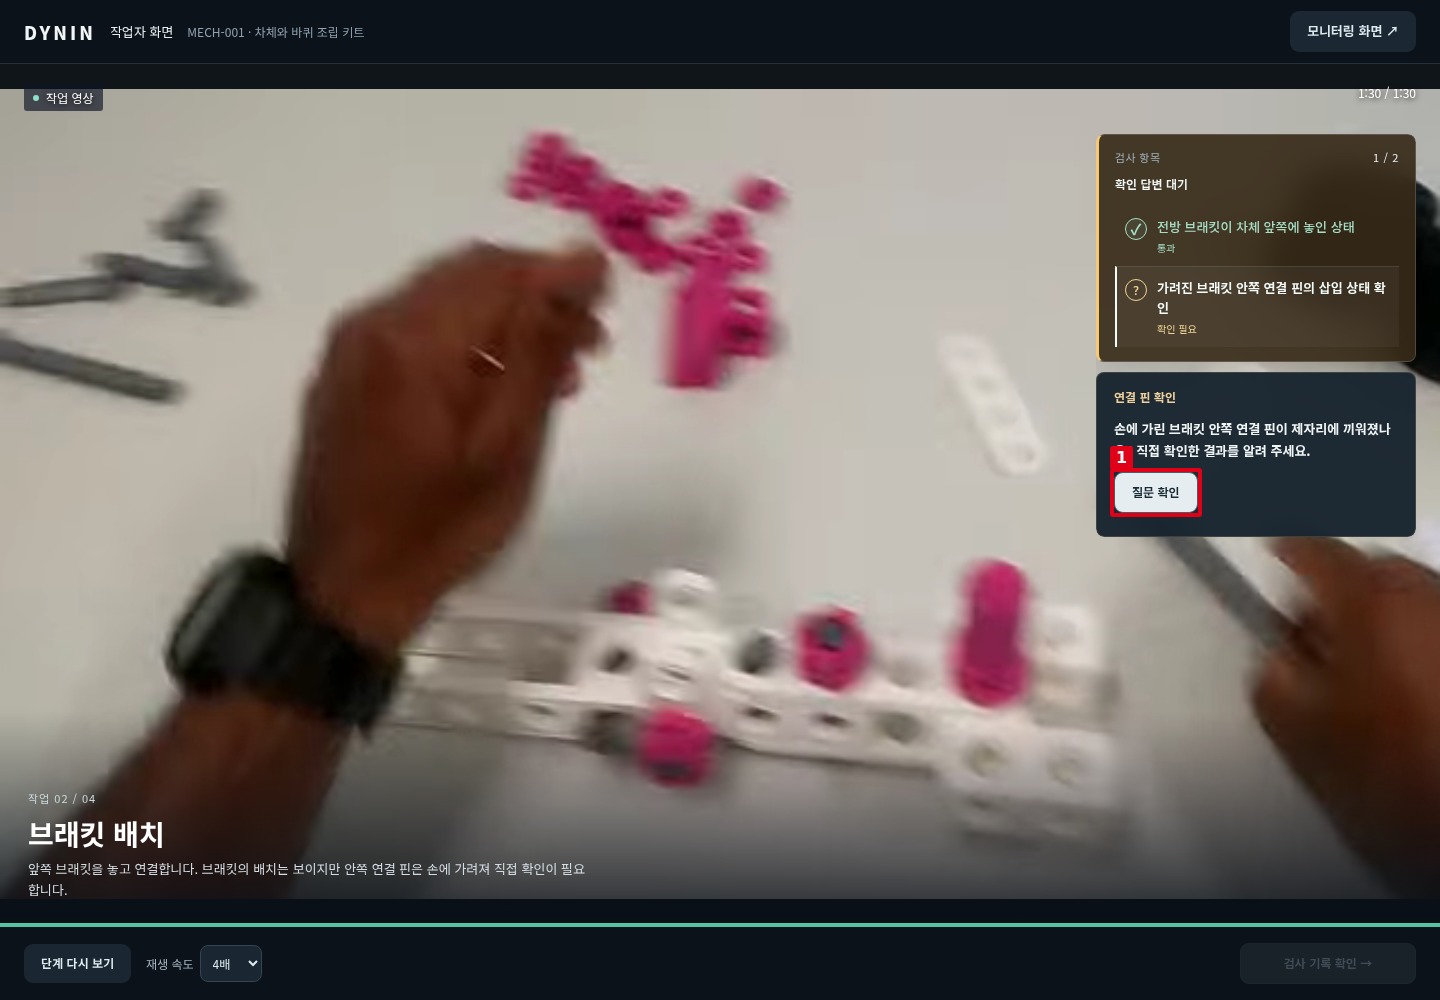 DYNIN 작업자 화면 MECH-001 · 차체와 바퀴 조립 키트
모니터링 화면 ↗
작업 영상
1:30 / 1:30
검사 항목
1 / 2
확인 답변 대기
전방 브래킷이 차체 앞쪽에 놓인 상태
통과
? 가려진 브래킷 안쪽 연결 핀의 삽입 상태 확
인
확인 필요
연결 핀 확인
손에 가린 브래킷 안쪽 연결 핀이 제자리에 끼워졌나
직접 확인한 결과를 알려 주세요.
1
질문 확인
작업 02 / 04
브래킷 배치
앞쪽 브래킷을 놓고 연결합니다. 브래킷의 배치는 보이지만 안쪽 연결 핀은 손에 가려져 직접 확인이 필요
합니다.
단계 다시 보기
재생 속도
4배
검사 기록 확인 →